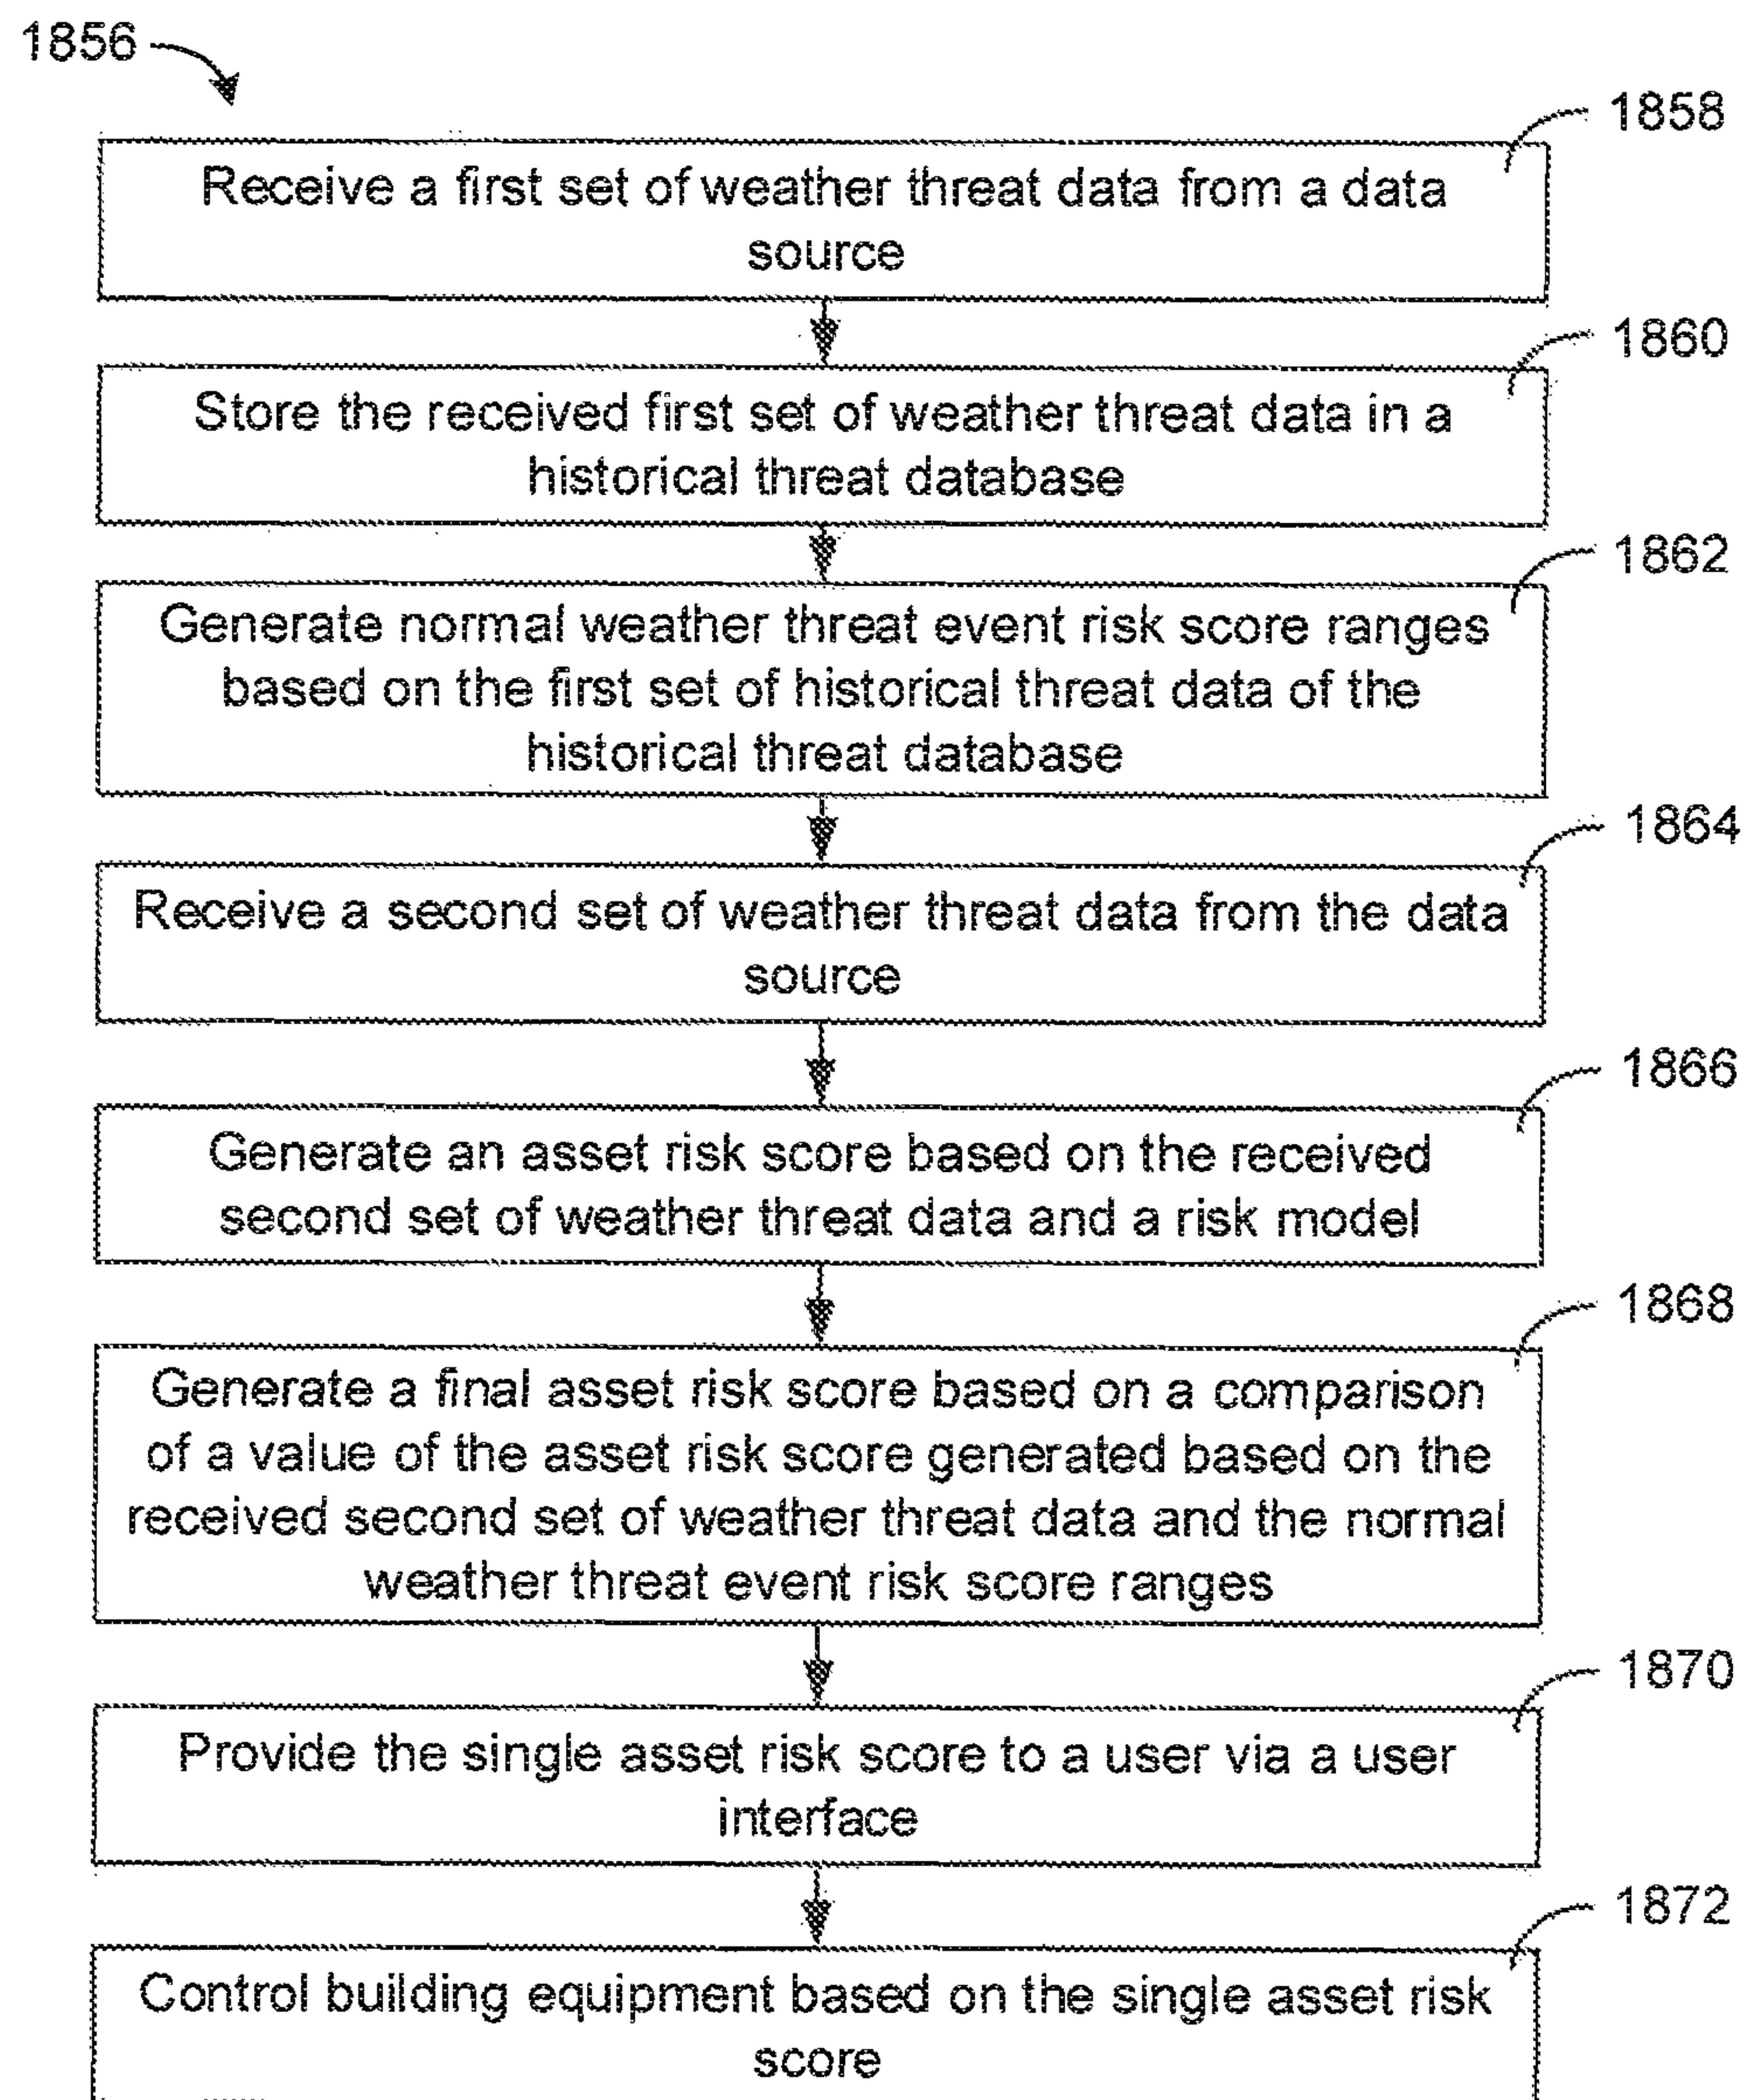 1856
1858
Receive a first set of weather threat data from a data
source
1860
Store the received first set of weather threat data in a
historical threat database
1862
Generate normal weather threat event risk score ranges
based on the first set of historical threat data of the
historical threat database
1864
Receive a second set of weather threat data from the data
source
1866
Generate an asset risk score based on the received
second set of weather threat data and a risk model
1868
Generate a final asset risk score based on a comparison
of a value of the asset risk score generated based on the
received second set of weather threat data and the normal
weather threat event risk score ranges
1870
Provide the single asset risk score to a user via a user
interface
1872
Control building equipment based on the single asset risk
score